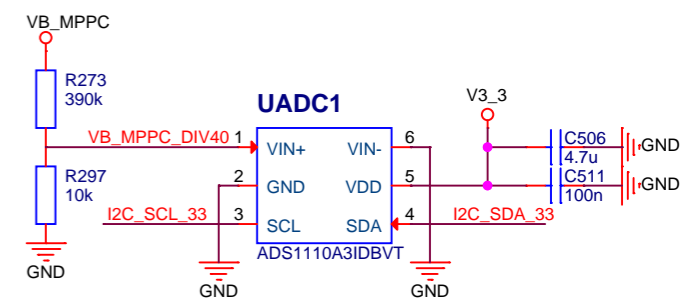 VB_MPPC
R273
390k
VB_MPPC_DIV40
R297
10k
GND
UADC1
1
VIN+
VIN-
6
2
GND
VDD
5
I2C_SCL_33
3
SCL
SDA
4
I2C_SDA_33
ADS1110A3IDBVT
GND
GND
V3_3
C506
4.7u
GND
C511
100n
GND